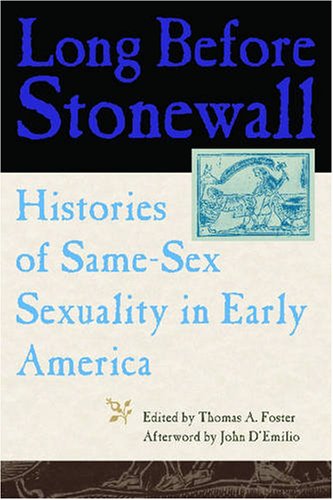 Long Before
Stonewall
Histories
of Same-Sex
Sexuality in Early
America
Edited by Thomas A. Foster
Afterword by John D'Emilio